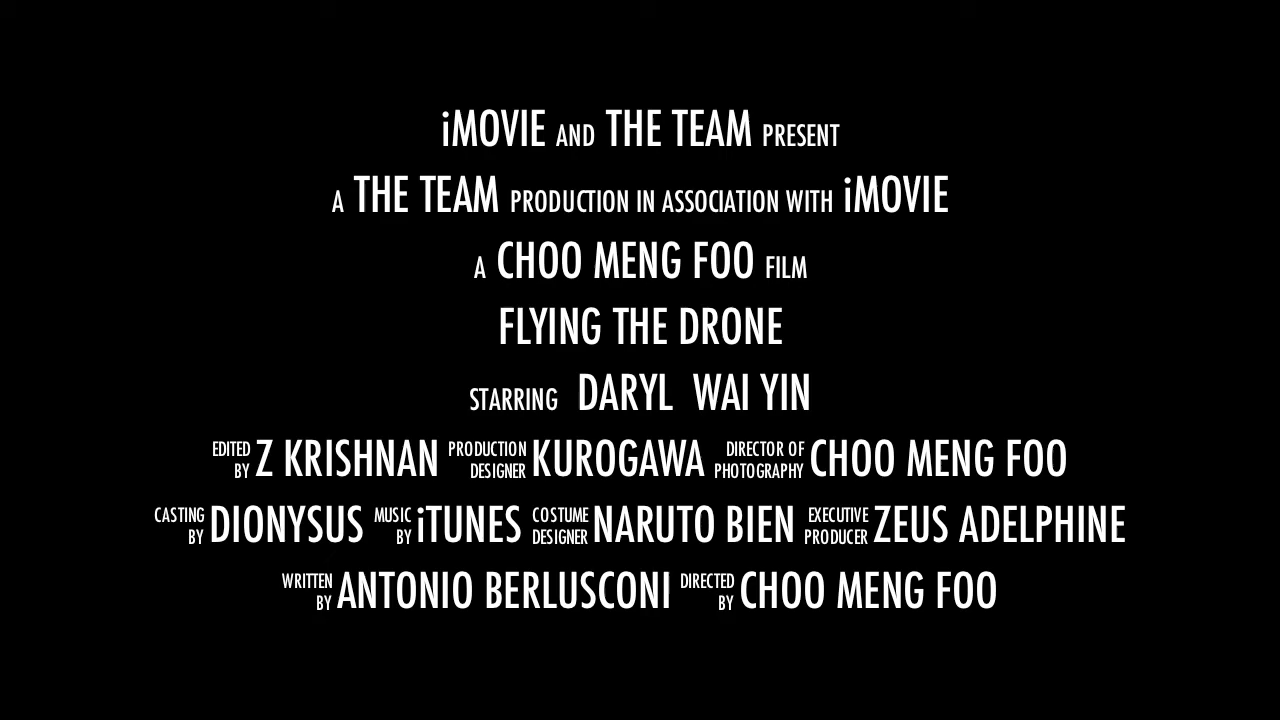 iMOVIE AND THE TEAM PRESENT
A THE TEAM PRODUCTION IN ASSOCIATION WITH iMOVIE
A CHOO MENG FOO FILM
FLYING THE DRONE
STARRING DARYL WAI YIN
EDITED BY Z KRISHNAN PRODUCTION DESIGNER KUROGAWA DIRECTOR OF PHOTOGRAPHY CHOO MENG FOO
CASTING BY DIONYSUS MUSIC BY iTUNES COSTUME DESIGNER NARUTO BIEN EXECUTIVE PRODUCER ZEUS ADELPHINE
WRITTEN BY ANTONIO BERLUSCONI DIRECTED BY CHOO MENG FOO